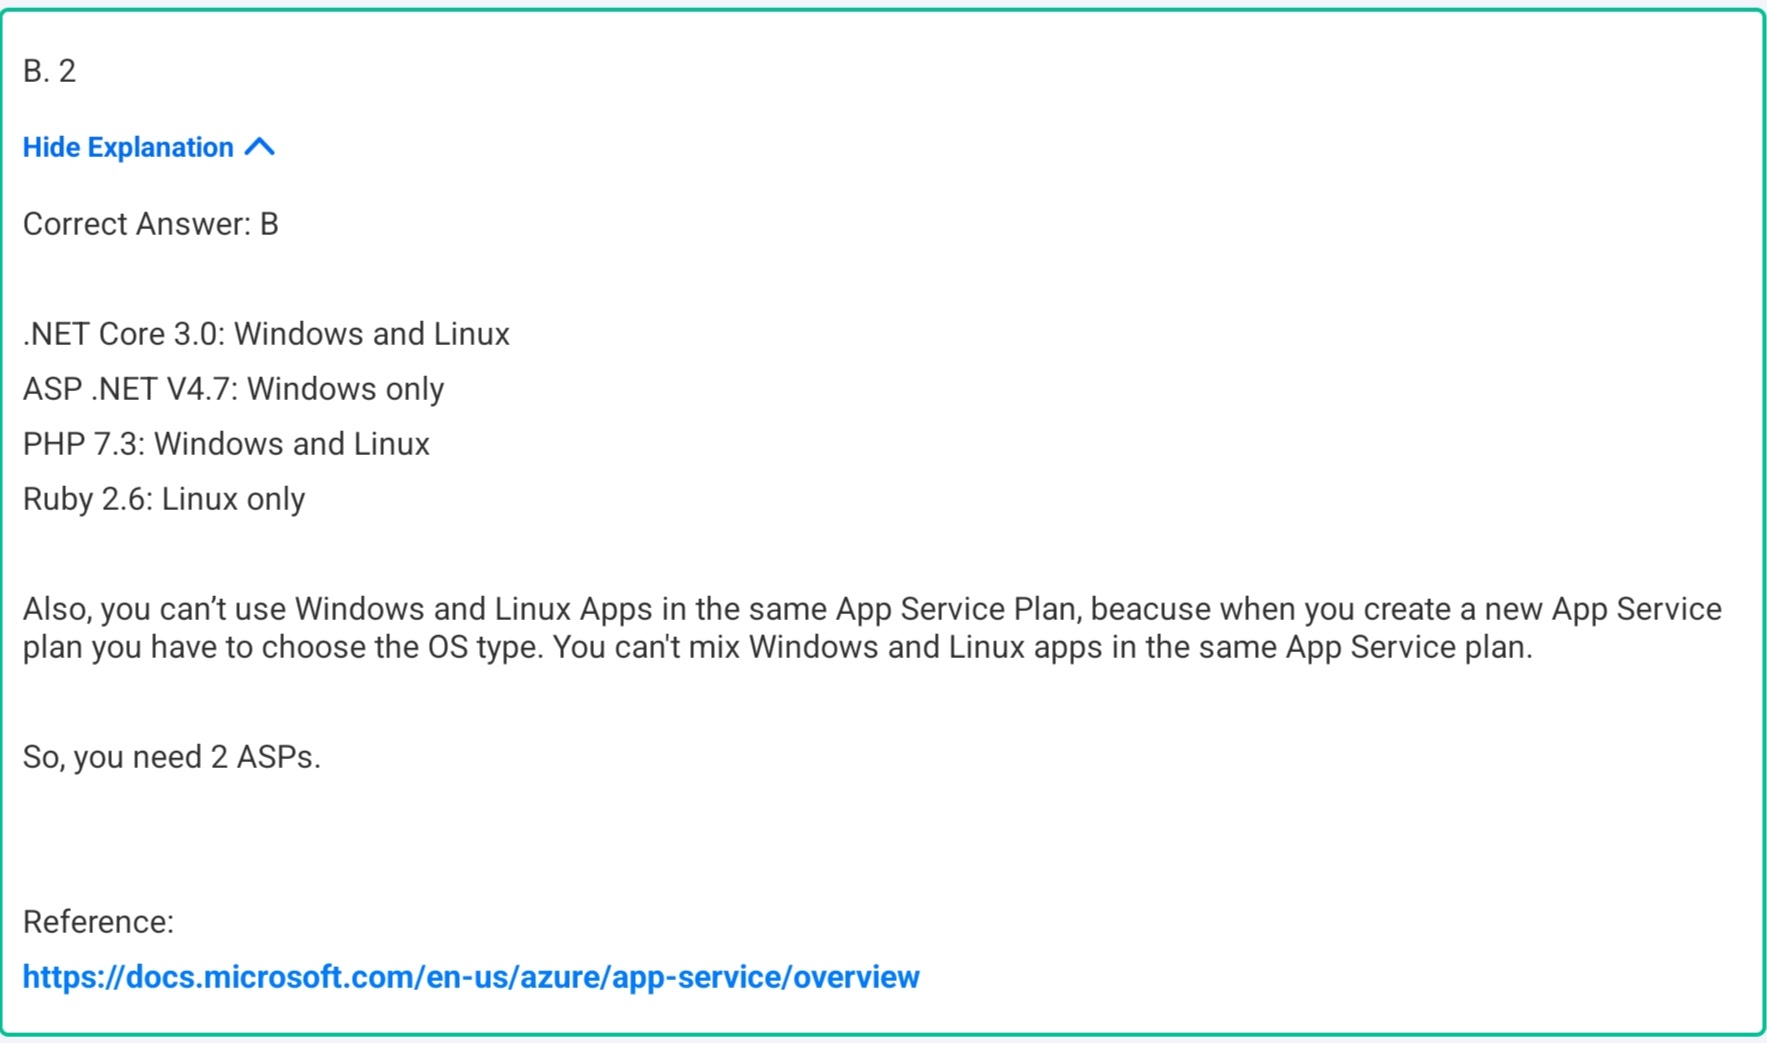 B. 2
Hide Explanation
Correct Answer: B
.NET Core 3.0: Windows and Linux
ASP .NET V4.7: Windows only
PHP 7.3: Windows and Linux
Ruby 2.6: Linux only
Also, you can’t use Windows and Linux Apps in the same App Service Plan, beacuse when you create a new App Service
plan you have to choose the OS type. You can't mix Windows and Linux apps in the same App Service plan.
So, you need 2 ASPs.
Reference:
https://docs.microsoft.com/en-us/azure/app-service/overview